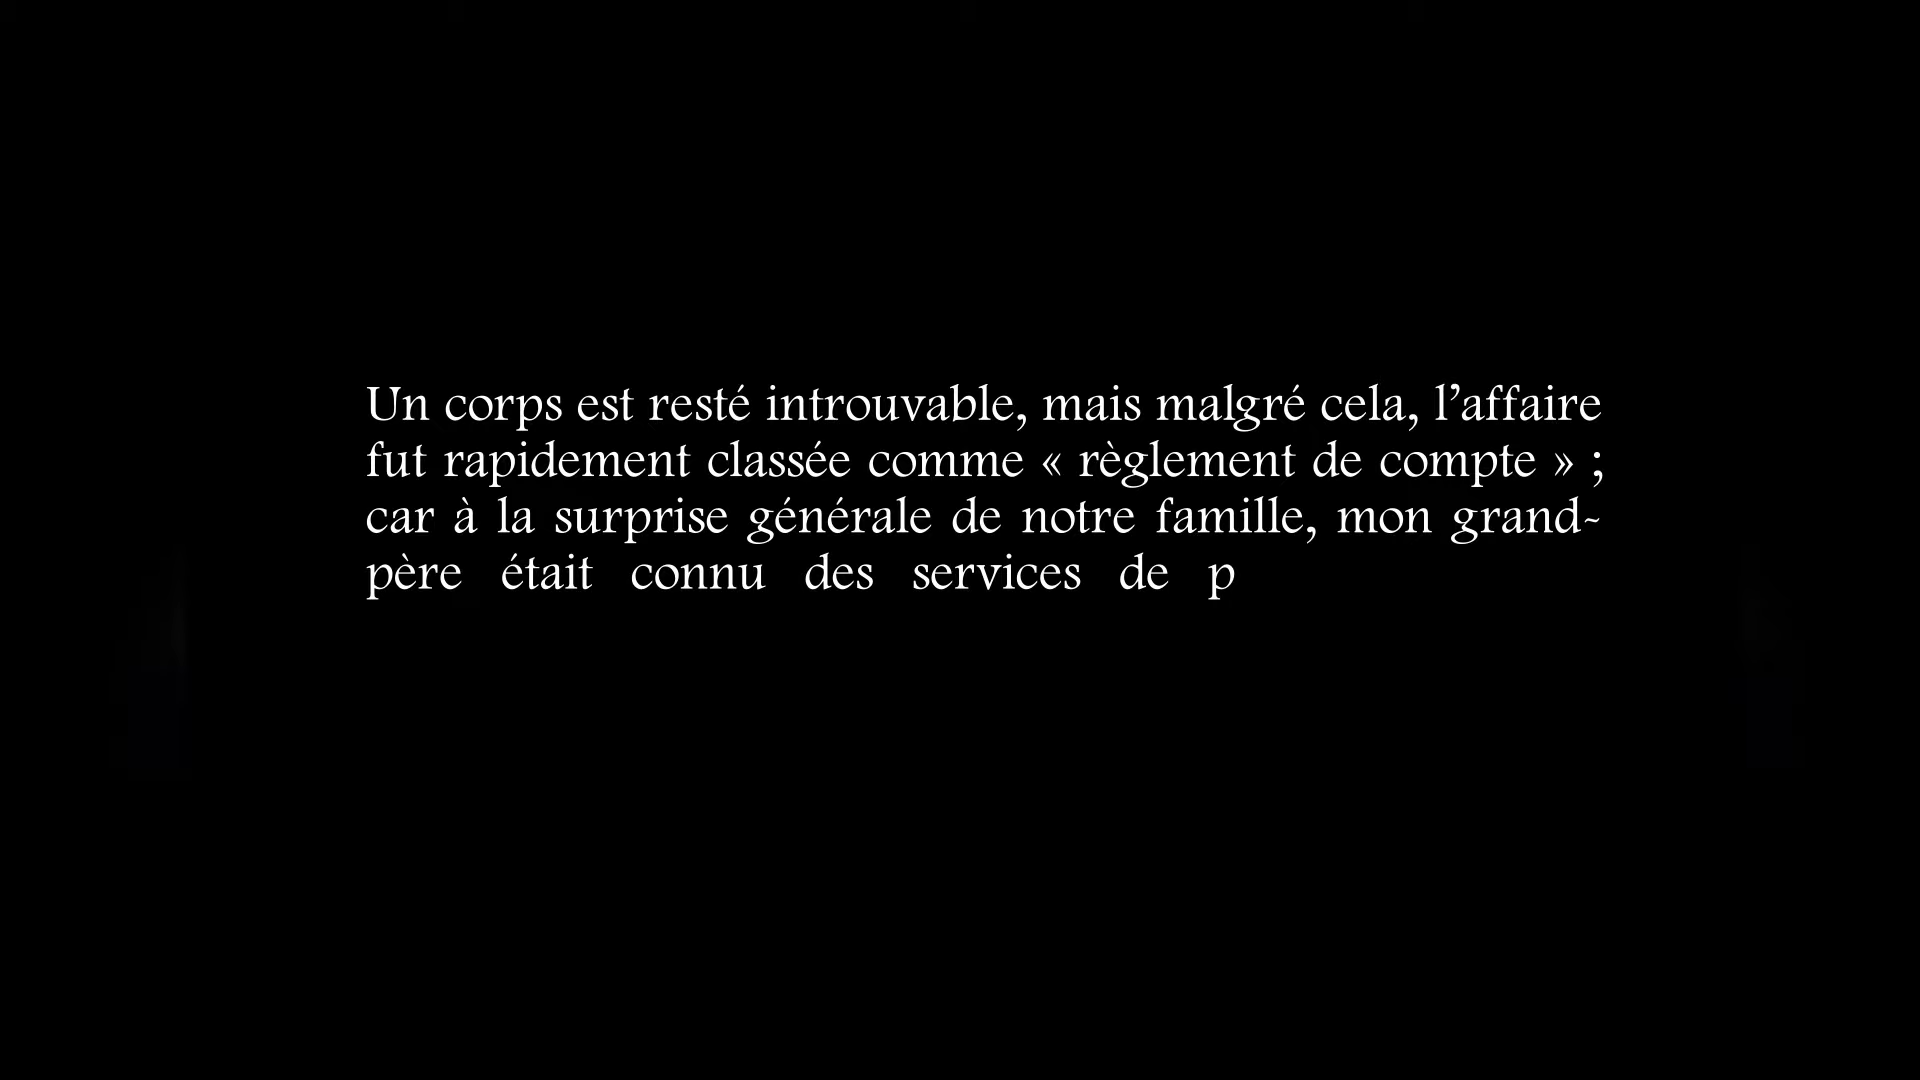 Un corps est resté introuvable, mais malgré cela, l’affaire
fut rapidement classée comme « règlement de compte » ;
car à la surprise générale de notre famille, mon grand-
père était connu des services de p